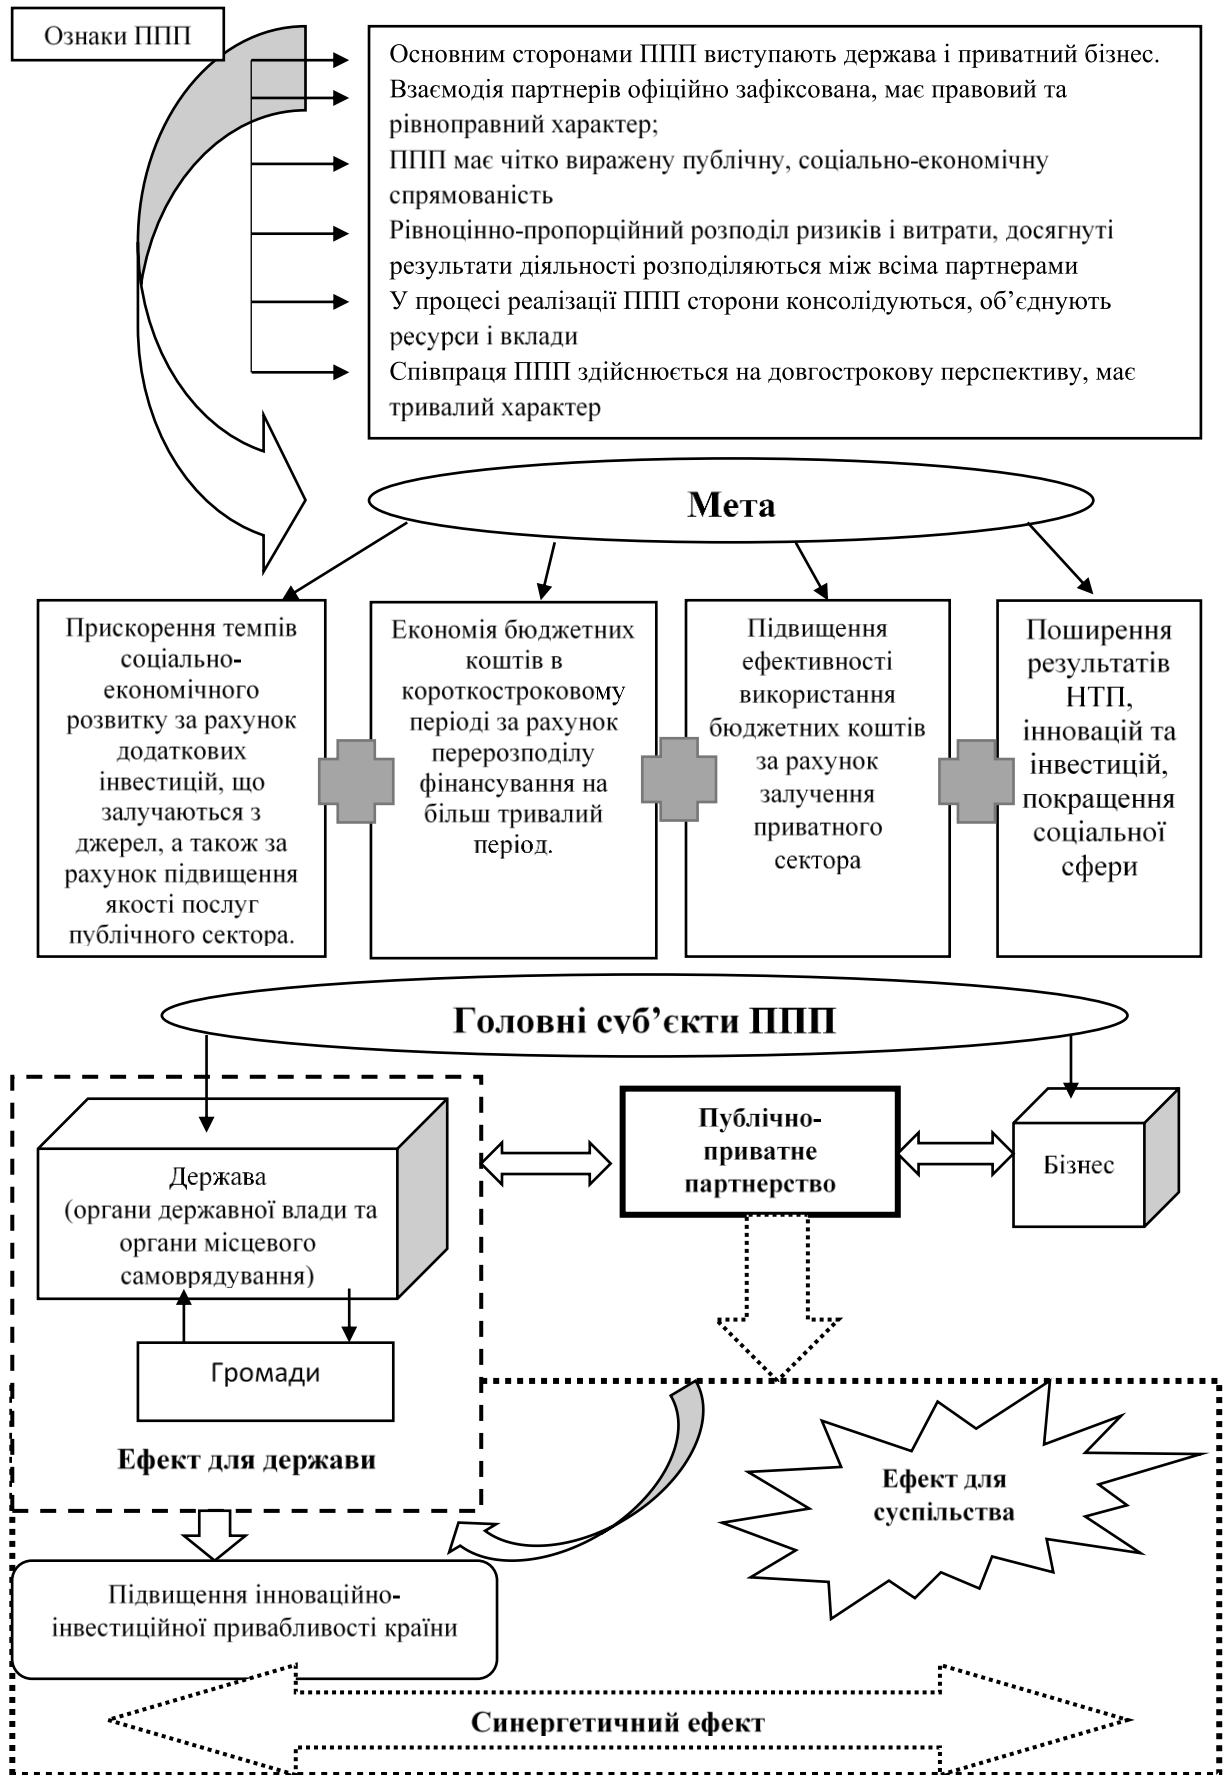 Ознаки ППП
Основним сторонами ППП виступають держава і приватний бізнес.
Взаємодія партнерів офіційно зафіксована, має правовий та
рівноправний характер;
ППП має чітко виражену публічну, соціально-економічну
спрямованість
Рівноцінно-пропорційний розподіл ризиків і витрати, досягнуті
результати діяльності розподіляються між всіма партнерами
У процесі реалізації ППП сторони консолідуються, об’єднують
ресурси і вклади
Співпраця ППП здійснюється на довгострокову перспективу, має
тривалий характер
Мета
Прискорення темпів
соціально-
економічного
розвитку за рахунок
додаткових
інвестицій, що
залучаються з
джерел, а також за
рахунок підвищення
якості послуг
публічного сектора.
Економія бюджетних
коштів в
короткостроковому
періоді за рахунок
перерозподілу
фінансування на
більш тривалий
період.
Підвищення
ефективності
використання
бюджетних коштів
за рахунок
залучення
приватного
сектора
Поширення
результатів
НТП,
інновацій та
інвестицій,
покращення
соціальної
сфери
Головні суб’єкти ППП
Держава
(органи державної влади та
органи місцевого
самоврядування)
Публічно-
приватне
партнерство
Бізнес
Громади
Ефект для держави
Ефект для
суспільства
Підвищення інноваційно-
інвестиційної привабливості країни
Синергетичний ефект